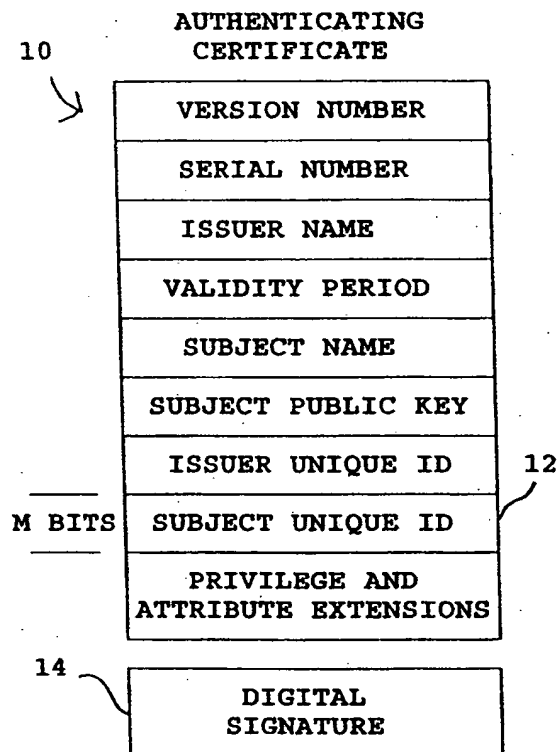 AUTHENTICATING
CERTIFICATE
10
VERSION NUMBER
SERIAL NUMBER
ISSUER NAME
VALIDITY PERIOD
SUBJECT NAME
SUBJECT PUBLIC KEY
ISSUER UNIQUE ID
12
M BITS
SUBJECT UNIQUE ID
PRIVILEGE AND
ATTRIBUTE EXTENSIONS
14
DIGITAL
SIGNATURE